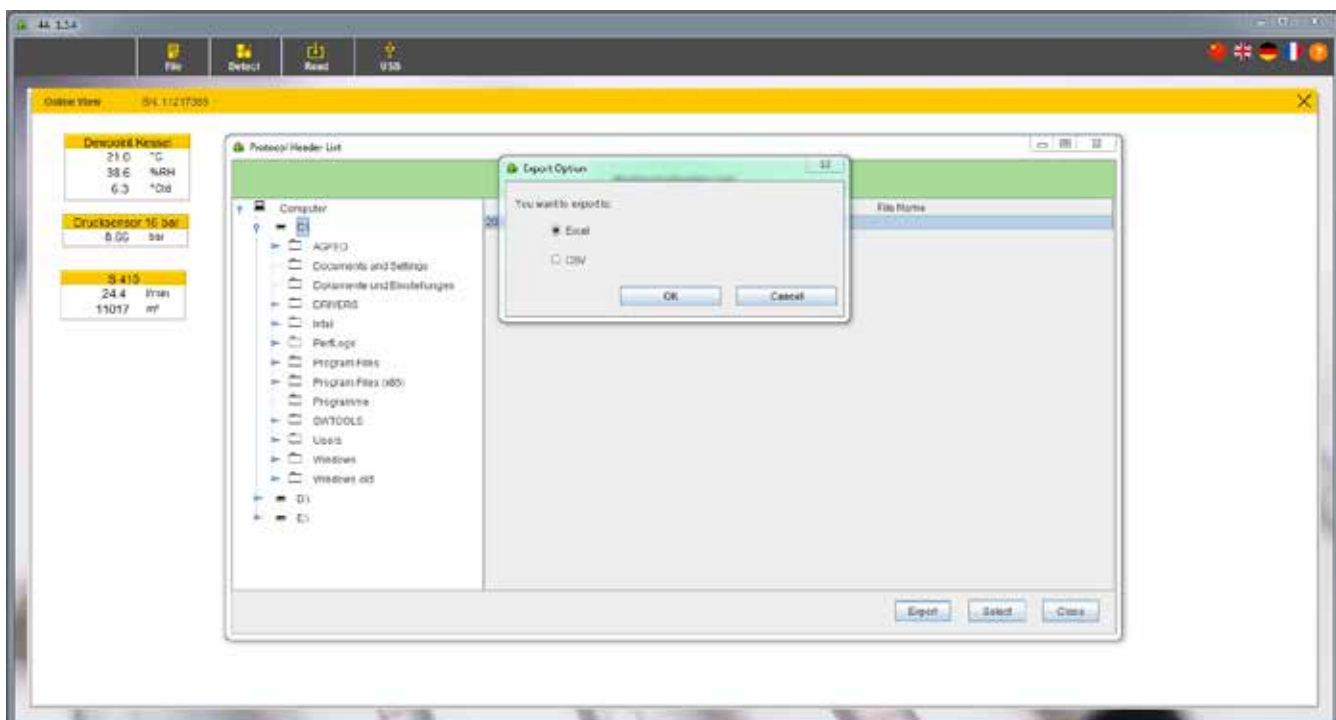 File
Detect
Read
USB
Online View
Dewpoint Kessel
21.0 °C
38.6 %RH
6.3 °Ctd
Drucksensor 16 bar
bar
24.4 l/min
11017 m³
Protocol Header List
Export Option
You want to export to:
Excel
CSV
OK
Cancel
File Name
Computer
C:\
Documents and Settings
Dokumente und Einstellungen
DRIVERS
Intel
PerfLogs
Program Files
Program Files (x86)
Programme
SWTOOLS
Users
Windows
Windows.old
D:\
E:\
Export
Select
Close